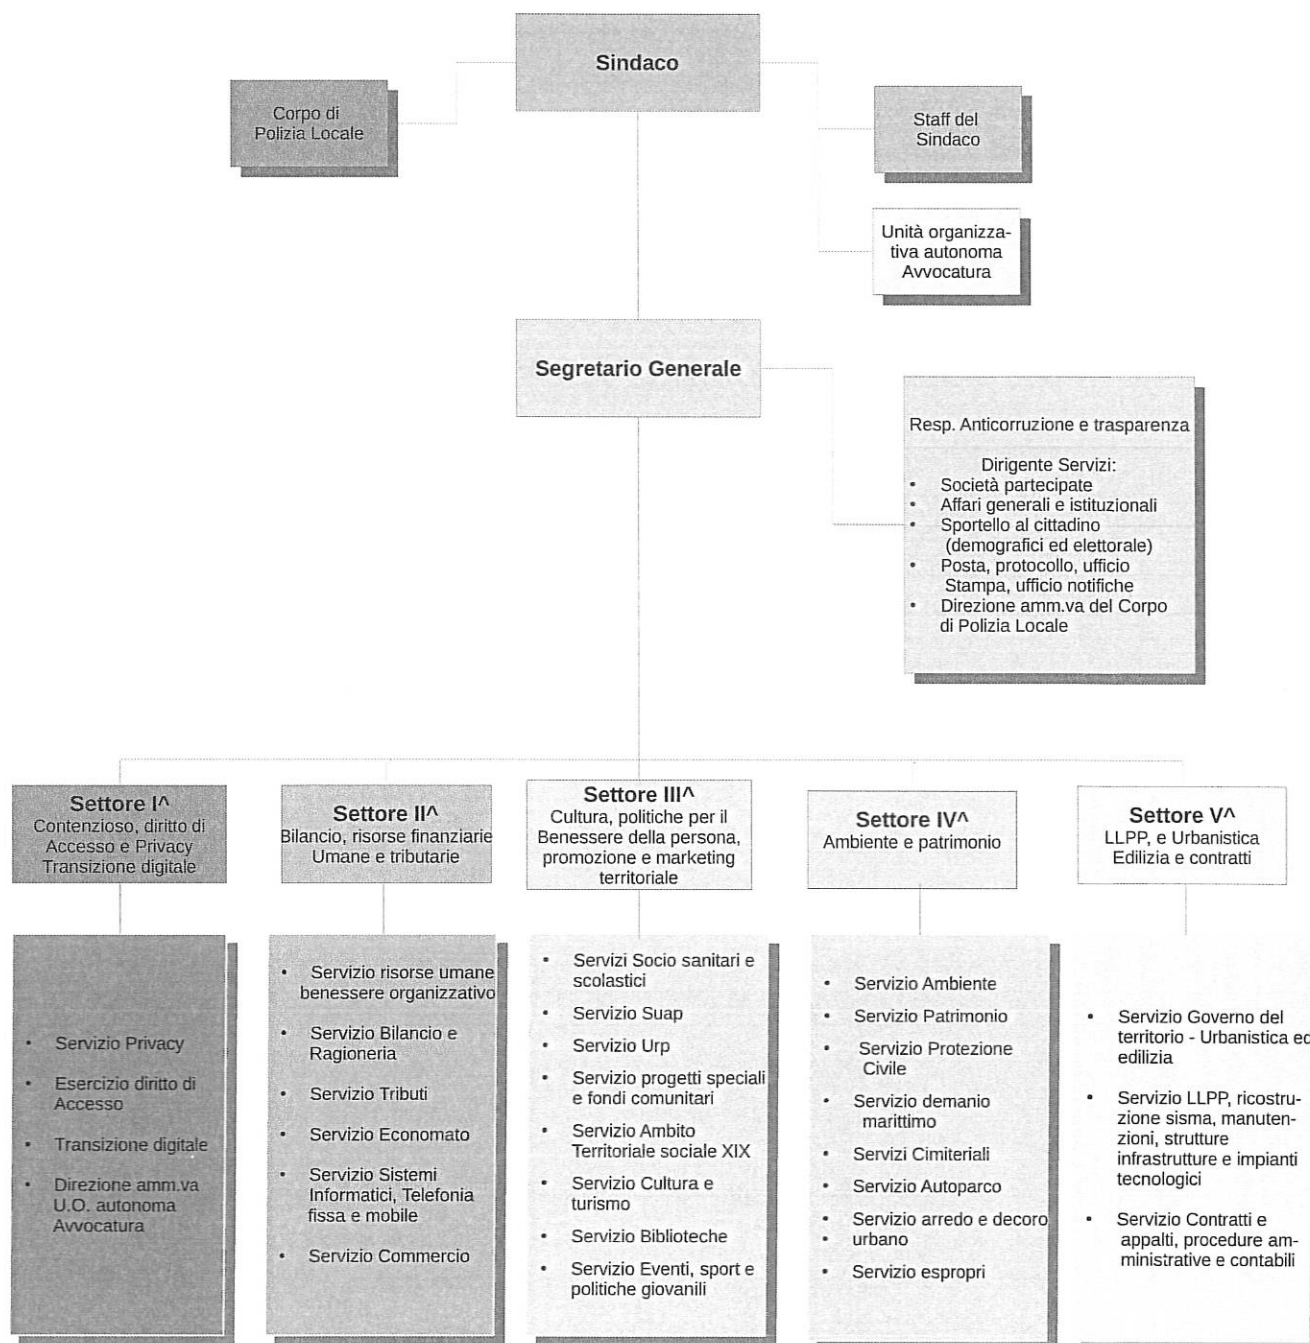 Sindaco
Corpo di
Polizia Locale
Staff del
Sindaco
Unità organizza-
tiva autonoma
Avvocatura
Segretario Generale
Resp. Anticorruzione e trasparenza
Dirigente Servizi:
• Società partecipate
• Affari generali e istituzionali
• Sportello al cittadino
(demografici ed elettorale)
• Posta, protocollo, ufficio
Stampa, ufficio notifiche
• Direzione amm.va del Corpo
di Polizia Locale
Settore I^
Contenzioso, diritto di
Accesso e Privacy
Transizione digitale
Settore II^
Bilancio, risorse finanziarie
Umane e tributarie
Settore III^
Cultura, politiche per il
Benessere della persona,
promozione e marketing
territoriale
Settore IV^
Ambiente e patrimonio
Settore V^
LLPP, e Urbanistica
Edilizia e contratti
• Servizio Privacy
• Esercizio diritto di
Accesso
• Transizione digitale
• Direzione amm.va
U.O. autonoma
Avvocatura
• Servizio risorse umane
benessere organizzativo
• Servizio Bilancio e
Ragioneria
• Servizio Tributi
• Servizio Economato
• Servizio Sistemi
Informatici, Telefonia
fissa e mobile
• Servizio Commercio
• Servizi Socio sanitari e
scolastici
• Servizio Suap
• Servizio Urp
• Servizio progetti speciali
e fondi comunitari
• Servizio Ambito
Territoriale sociale XIX
• Servizio Cultura e
turismo
• Servizio Biblioteche
• Servizio Eventi, sport e
politiche giovanili
• Servizio Ambiente
• Servizio Patrimonio
• Servizio Protezione
Civile
• Servizio demanio
marittimo
• Servizi Cimiteriali
• Servizio Autoparco
• Servizio arredo e decoro
• urbano
• Servizio espropri
• Servizio Governo del
territorio - Urbanistica ed
edilizia
• Servizio LLPP, ricostru-
zione sisma, manuten-
zioni, strutture
infrastrutture e impianti
tecnologici
• Servizio Contratti e
appalti, procedure am-
ministrative e contabili